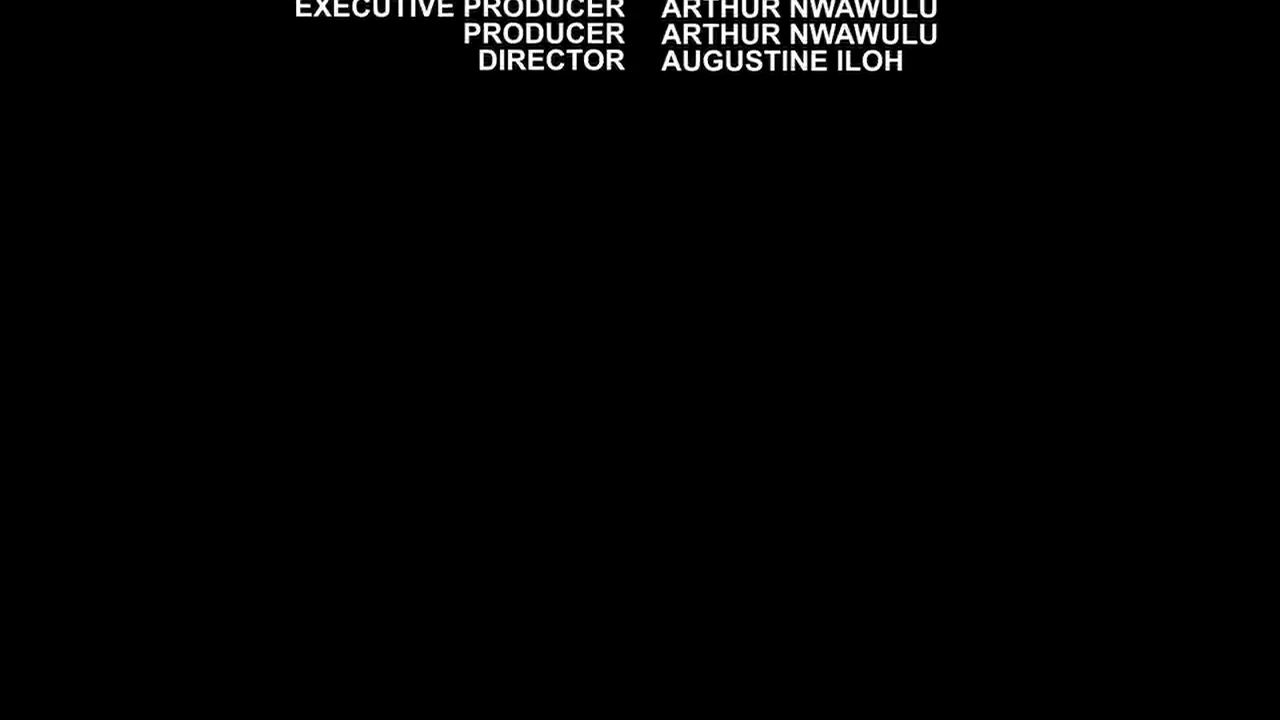 EXECUTIVE PRODUCER ARTHUR NWAWULU
PRODUCER ARTHUR NWAWULU
DIRECTOR AUGUSTINE ILOH